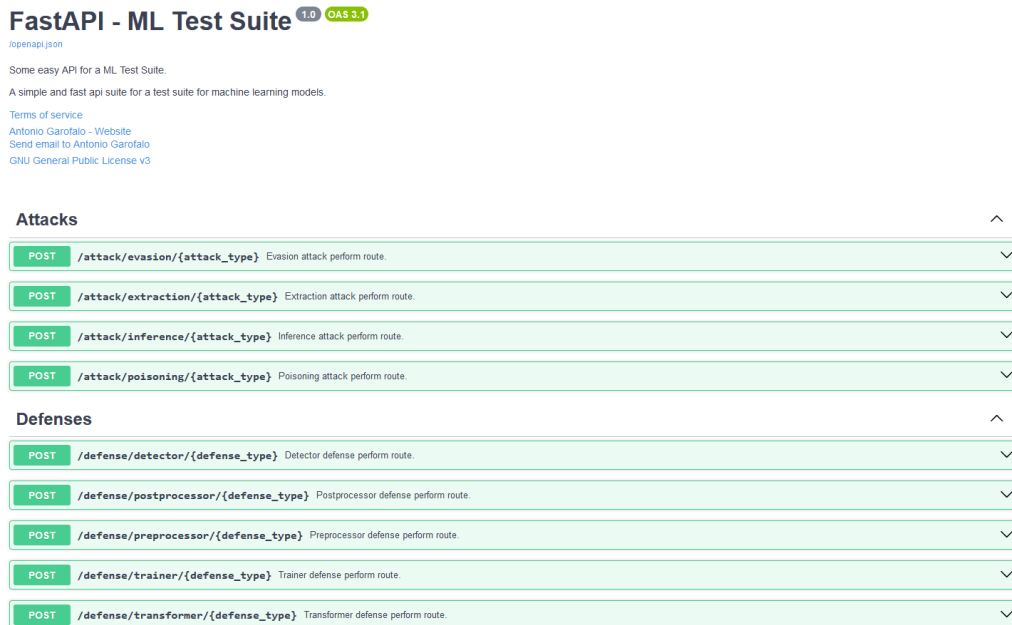 FastAPI - ML Test Suite 1.0 OAS 3.1
/openapi.json
Some easy API for a ML Test Suite.
A simple and fast api suite for a test suite for machine learning models.
Terms of service
Antonio Garofalo - Website
Send email to Antonio Garofalo
GNU General Public License v3
Attacks
POST /attack/evasion/{attack_type} Evasion attack perform route.
POST /attack/extraction/{attack_type} Extraction attack perform route.
POST /attack/inference/{attack_type} Inference attack perform route.
POST /attack/poisoning/{attack_type} Poisoning attack perform route.
Defenses
POST /defense/detector/{defense_type} Detector defense perform route.
POST /defense/postprocessor/{defense_type} Postprocessor defense perform route.
POST /defense/preprocessor/{defense_type} Preprocessor defense perform route.
POST /defense/trainer/{defense_type} Trainer defense perform route.
POST /defense/transformer/{defense_type} Transformer defense perform route.